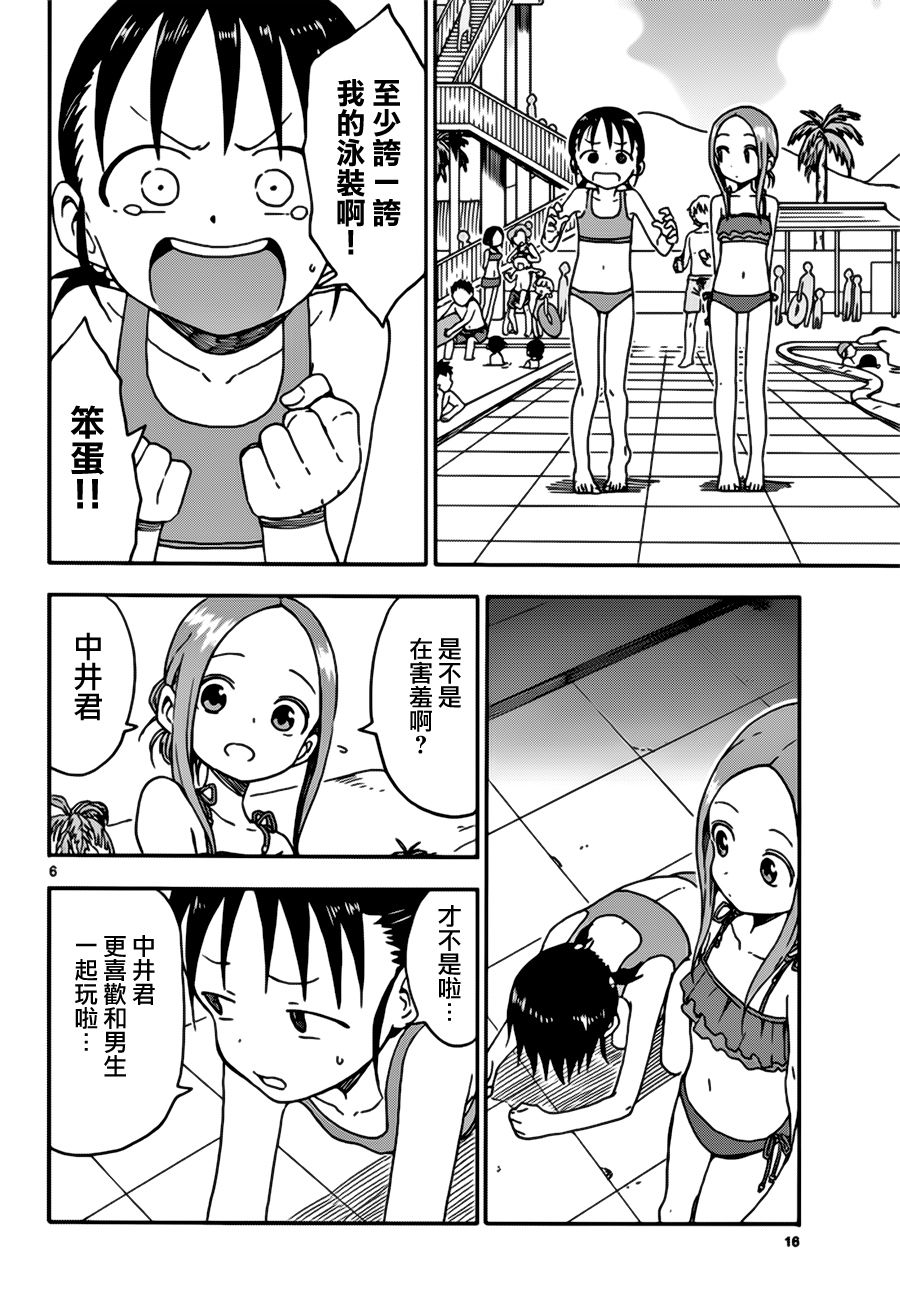 至少誇一誇
我的泳裝啊！
笨蛋!!
是不是
在害羞啊？
中井君
才不是啦…
中井君
更喜歡和男生
一起玩啦…
6
16